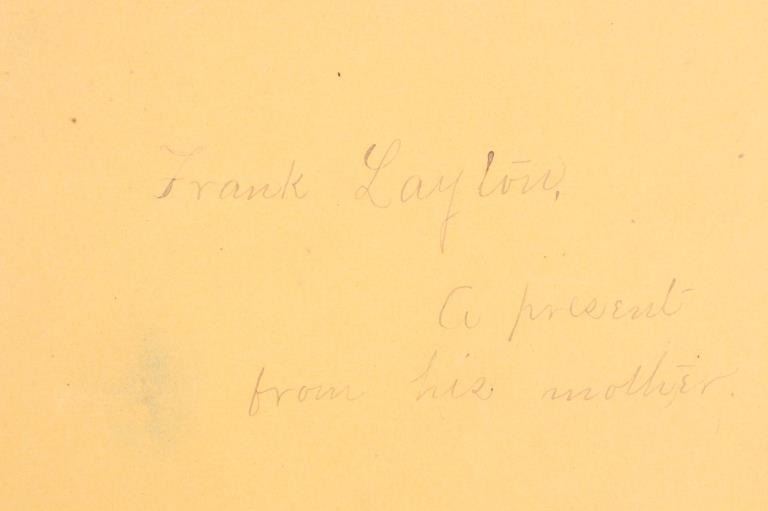 Frank Layton,
A present
from his mother.